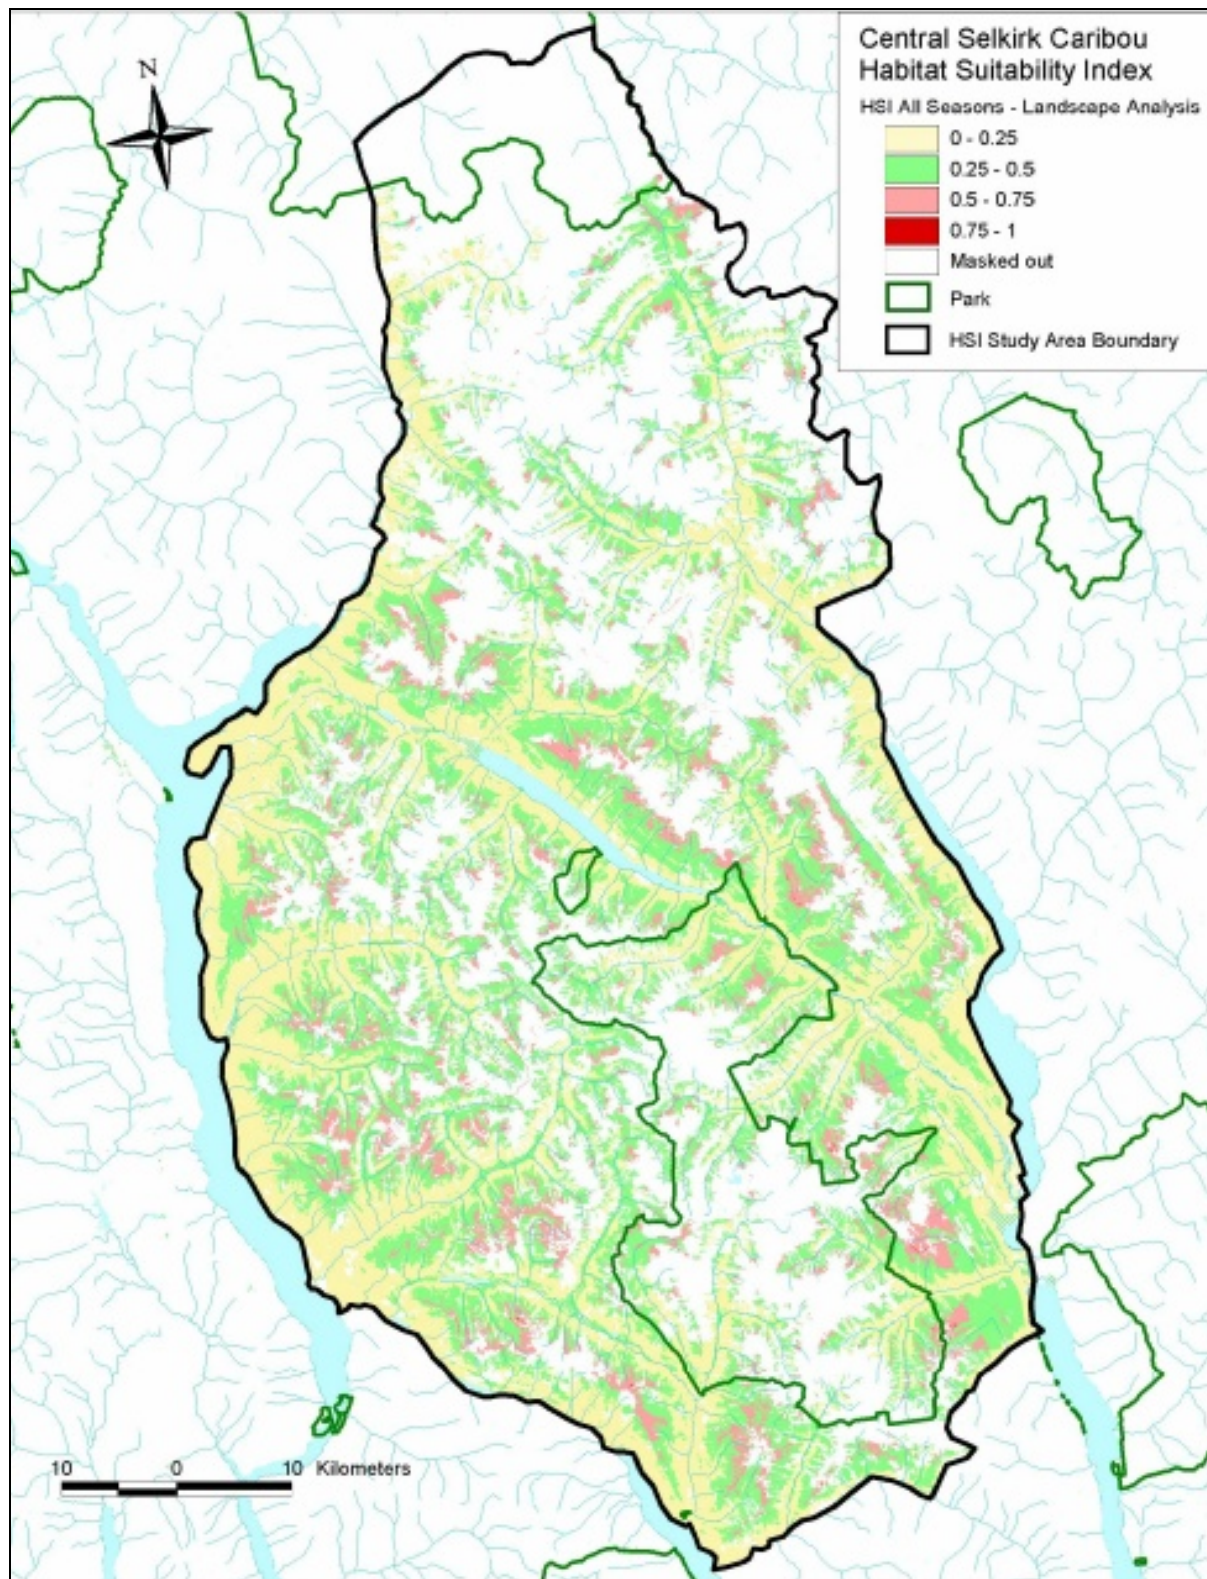 Central Selkirk Caribou
Habitat Suitability Index
HSI All Seasons - Landscape Analysis
0 - 0.25
0.25 - 0.5
0.5 - 0.75
0.75 - 1
Masked out
Park
HSI Study Area Boundary
N
10 0 10 Kilometers